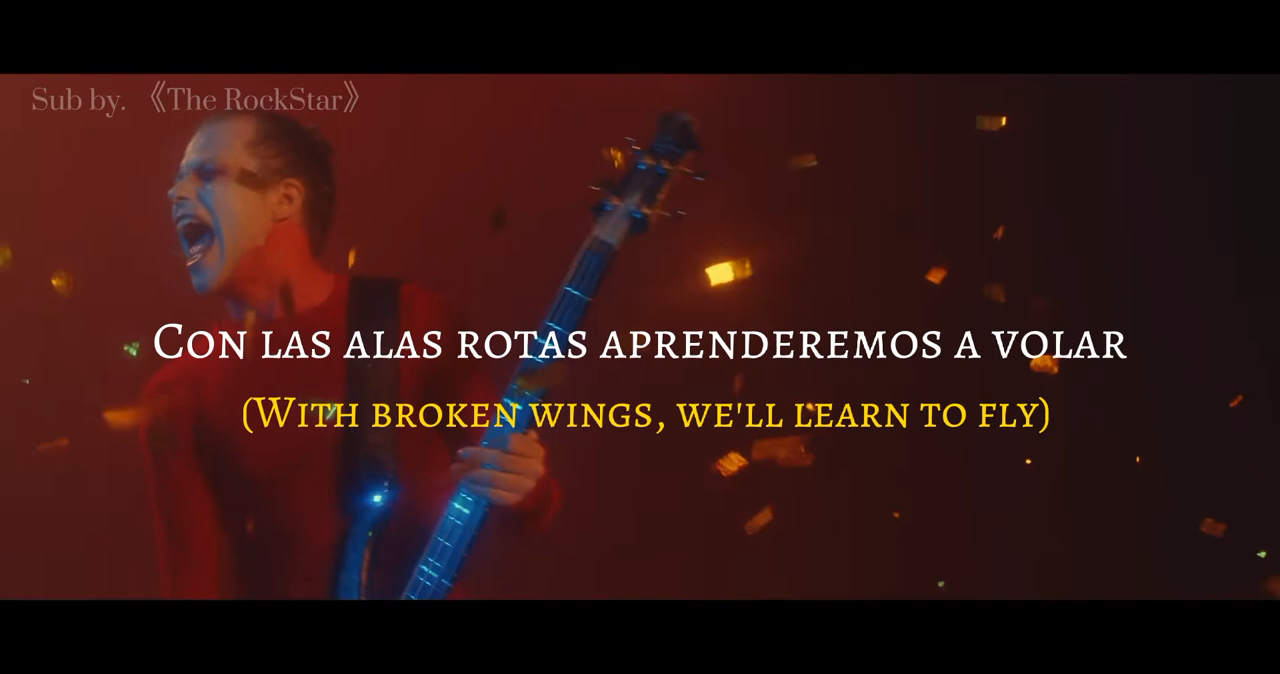 Sub by. 《The RockStar》
Con las alas rotas aprenderemos a volar
(With broken wings, we'll learn to fly)